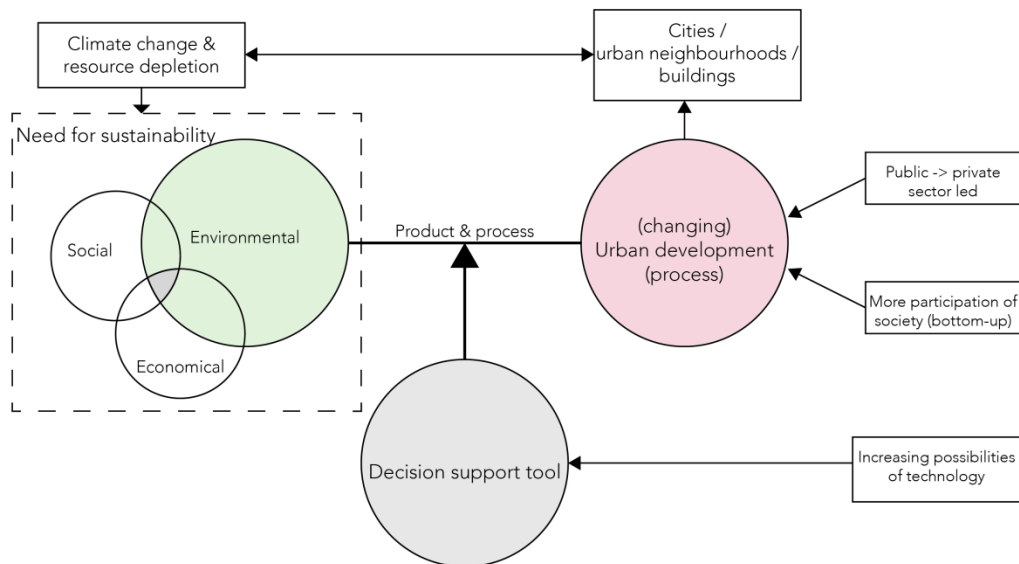 Climate change &
resource depletion
Cities /
urban neighbourhoods /
buildings
Need for sustainability
Social
Environmental
Economical
Product & process
(changing)
Urban development
(process)
Public -> private
sector led
More participation of
society (bottom-up)
Decision support tool
Increasing possibilities
of technology